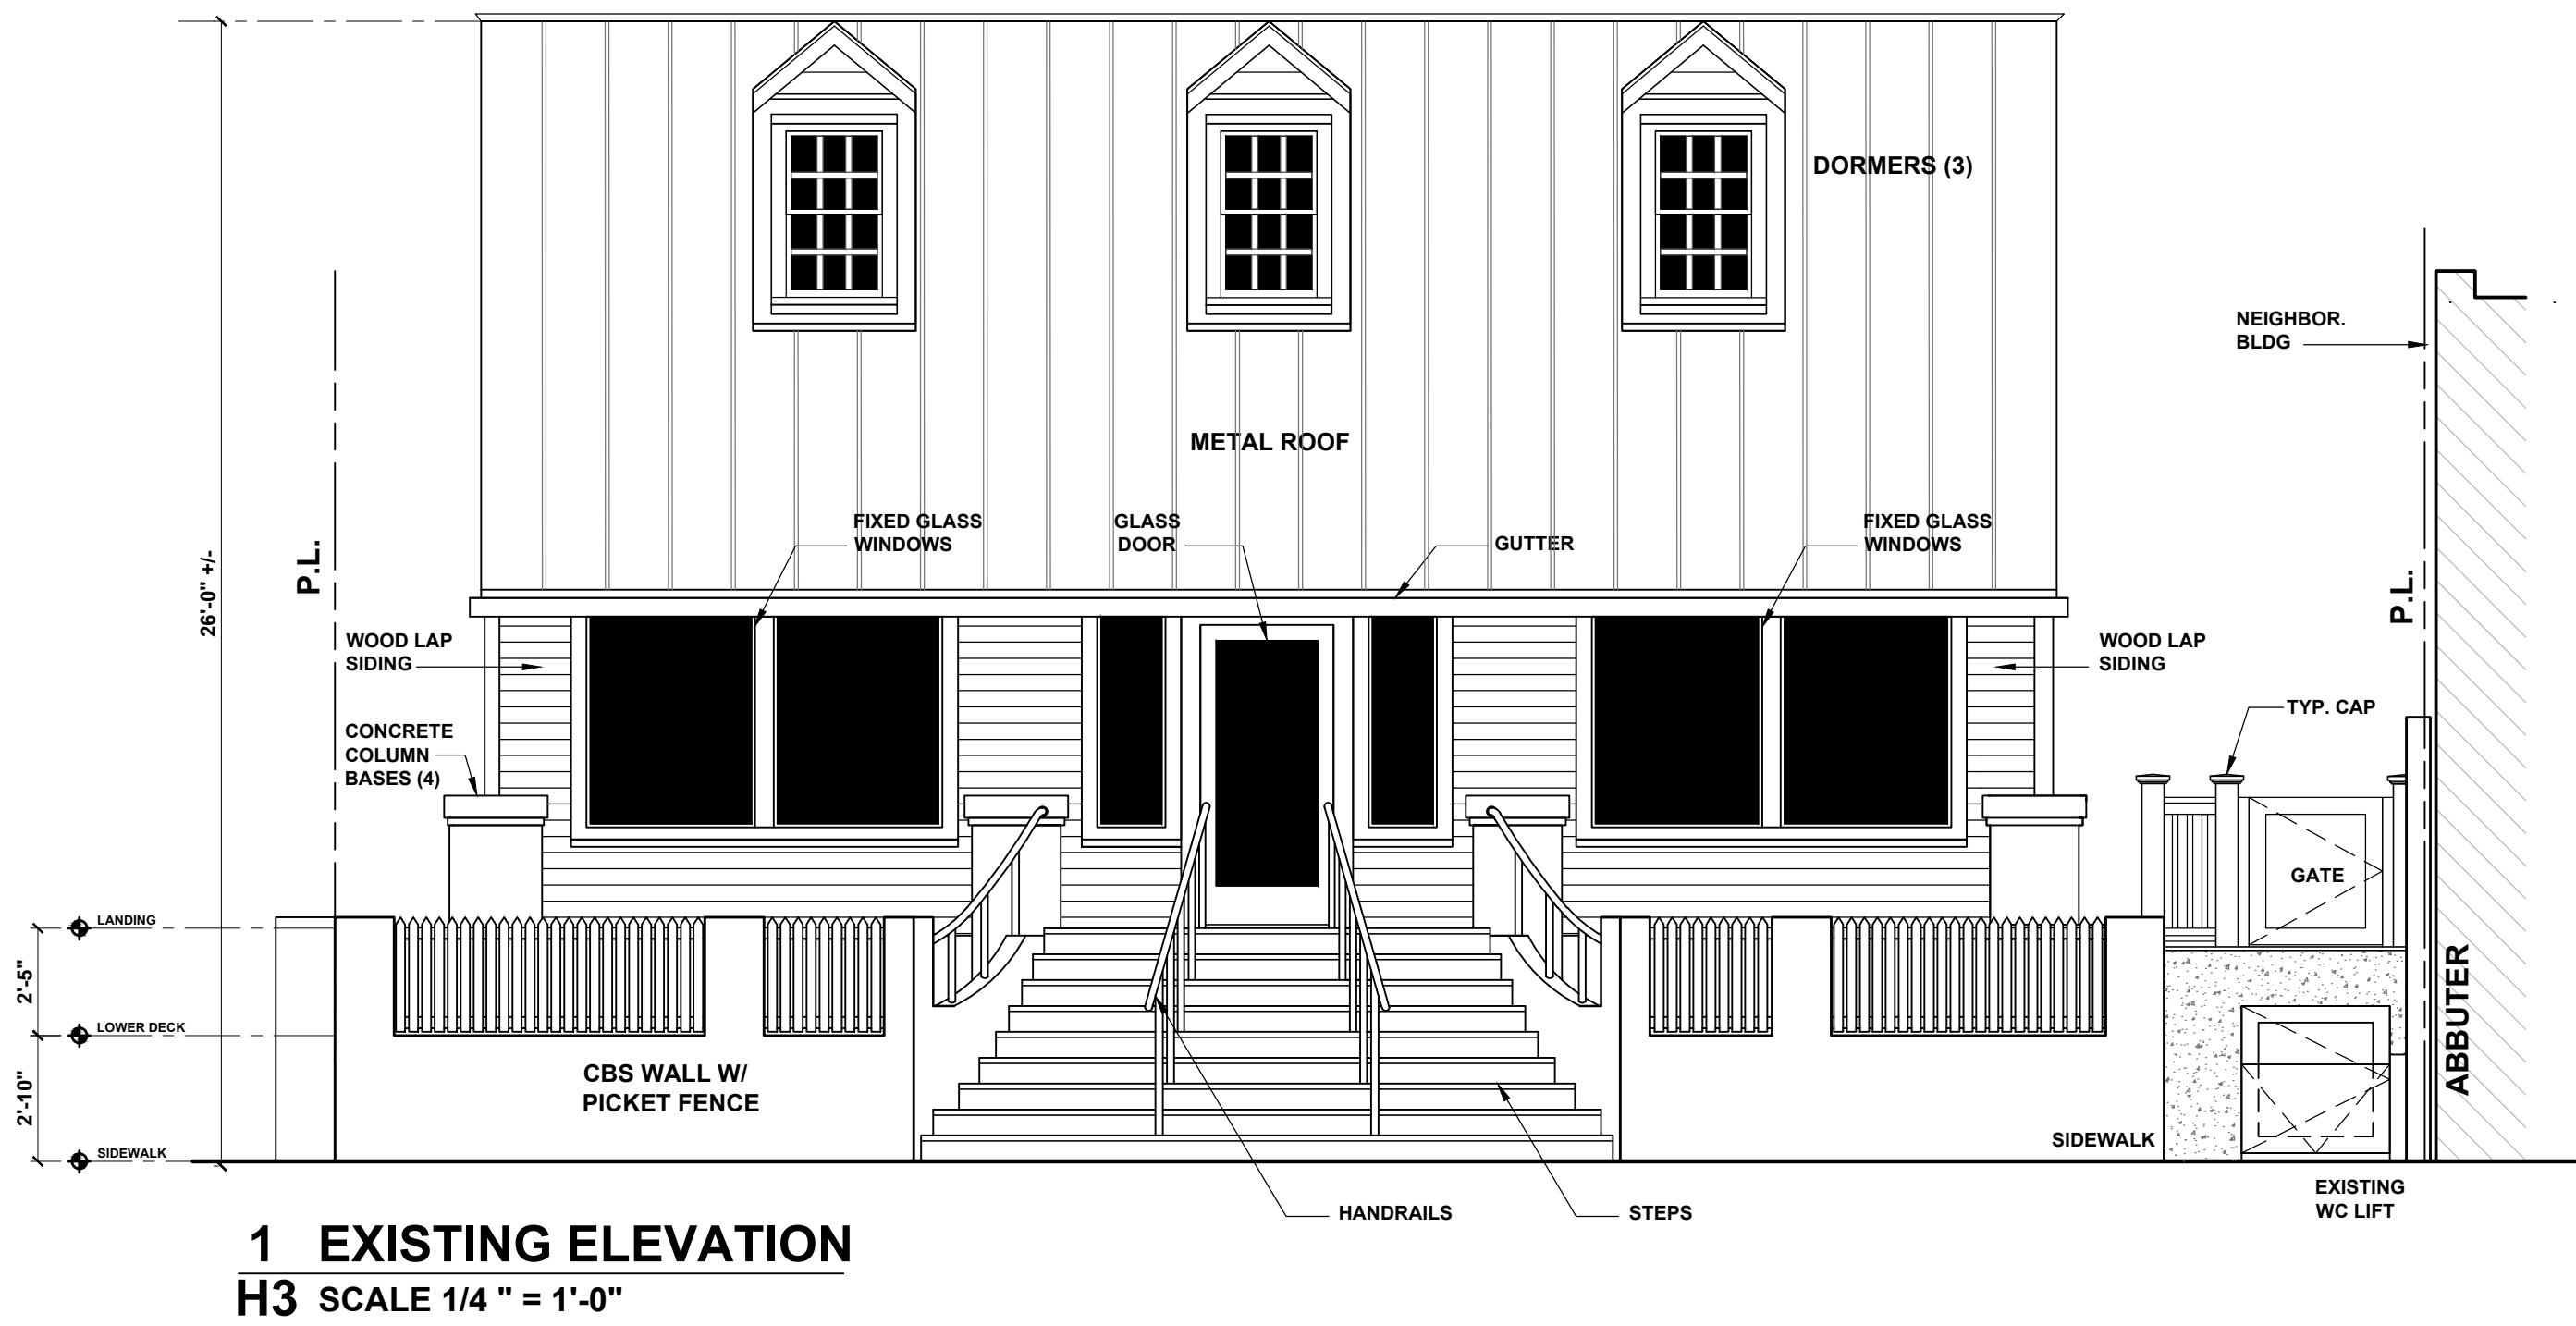 DORMERS (3)
NEIGHBOR.
BLDG
METAL ROOF
FIXED GLASS
WINDOWS
GLASS
DOOR
GUTTER
FIXED GLASS
WINDOWS
26'-0" +/-
P.L.
P.L.
WOOD LAP
SIDING
WOOD LAP
SIDING
TYP. CAP
CONCRETE
COLUMN
BASES (4)
GATE
LANDING
2'-5"
LOWER DECK
ABBUTER
2'-10"
CBS WALL W/
PICKET FENCE
SIDEWALK
SIDEWALK
EXISTING
WC LIFT
HANDRAILS
STEPS
1 EXISTING ELEVATION
H3 SCALE 1/4 " = 1'-0"